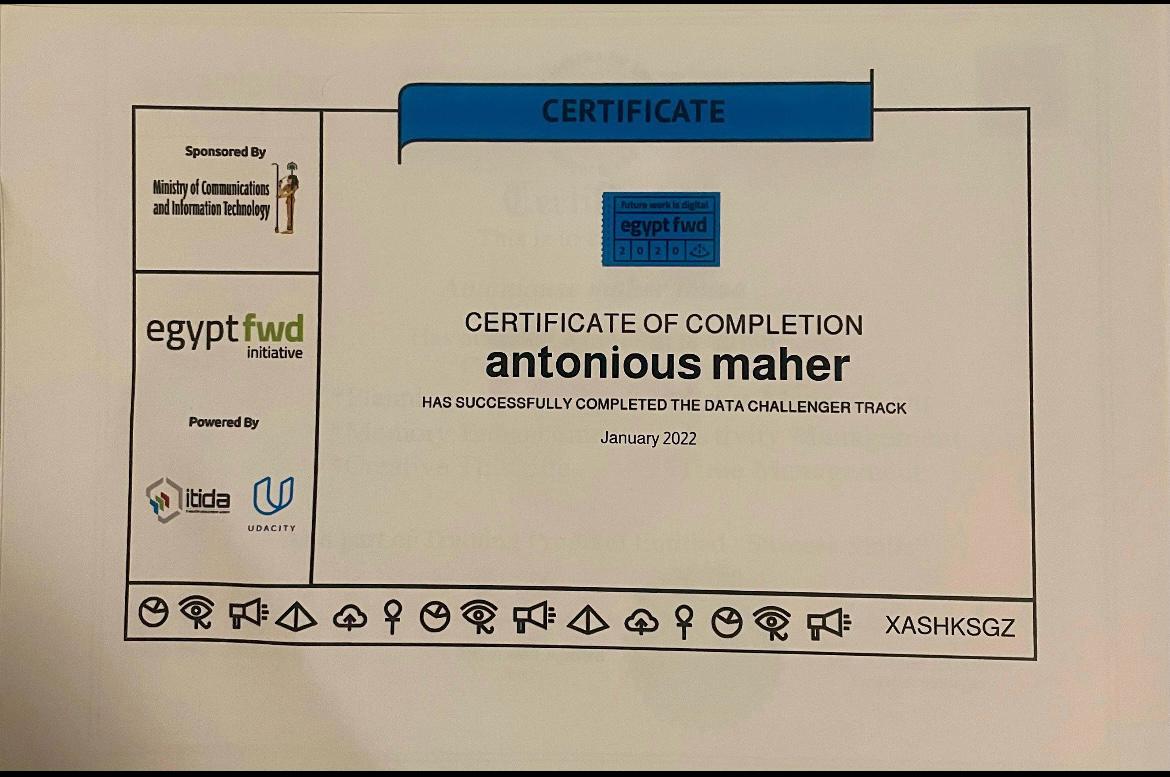 CERTIFICATE
Sponsored By
Ministry of Communications
and Information Technology
egypt fwd
initiative
Powered By
itida
UDACITY
future work is digital
egypt fwd
2 0 2 0
CERTIFICATE OF COMPLETION
antonious maher
HAS SUCCESSFULLY COMPLETED THE DATA CHALLENGER TRACK
January 2022
XASHKSGZ